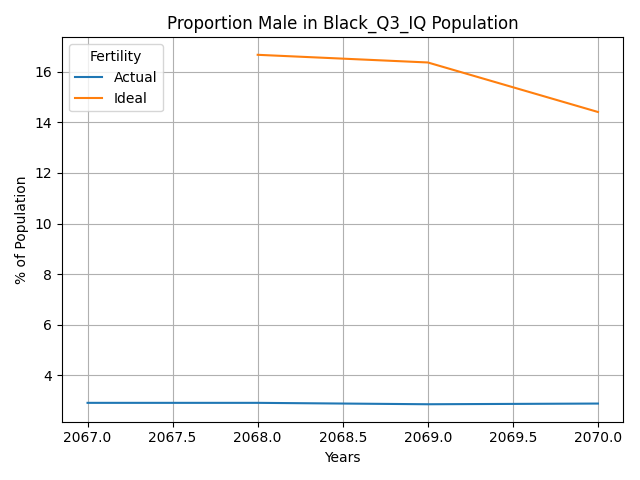 Proportion Male in Black_Q3_IQ Population
Fertility
Actual
Ideal
16
14
12
10
8
6
4
% of Population
2067.0 2067.5 2068.0 2068.5 2069.0 2069.5 2070.0
Years